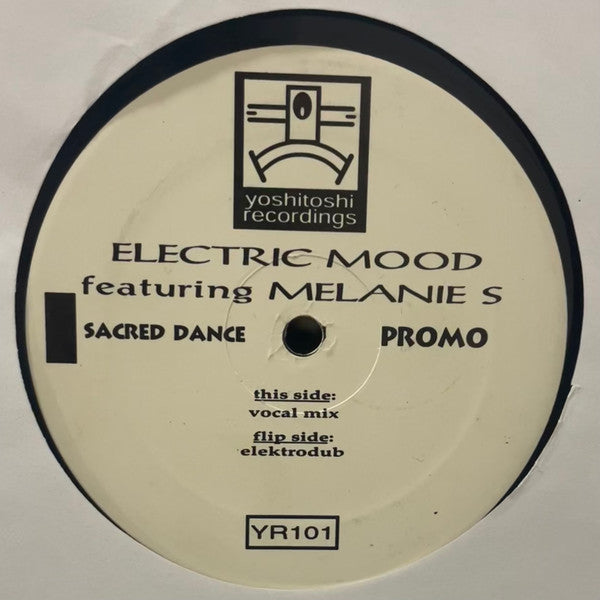 yoshitoshi
recordings
ELECTRIC MOOD
featuring MELANIE S
SACRED DANCE PROMO
this side:
vocal mix
flip side:
elektrodub
YR101